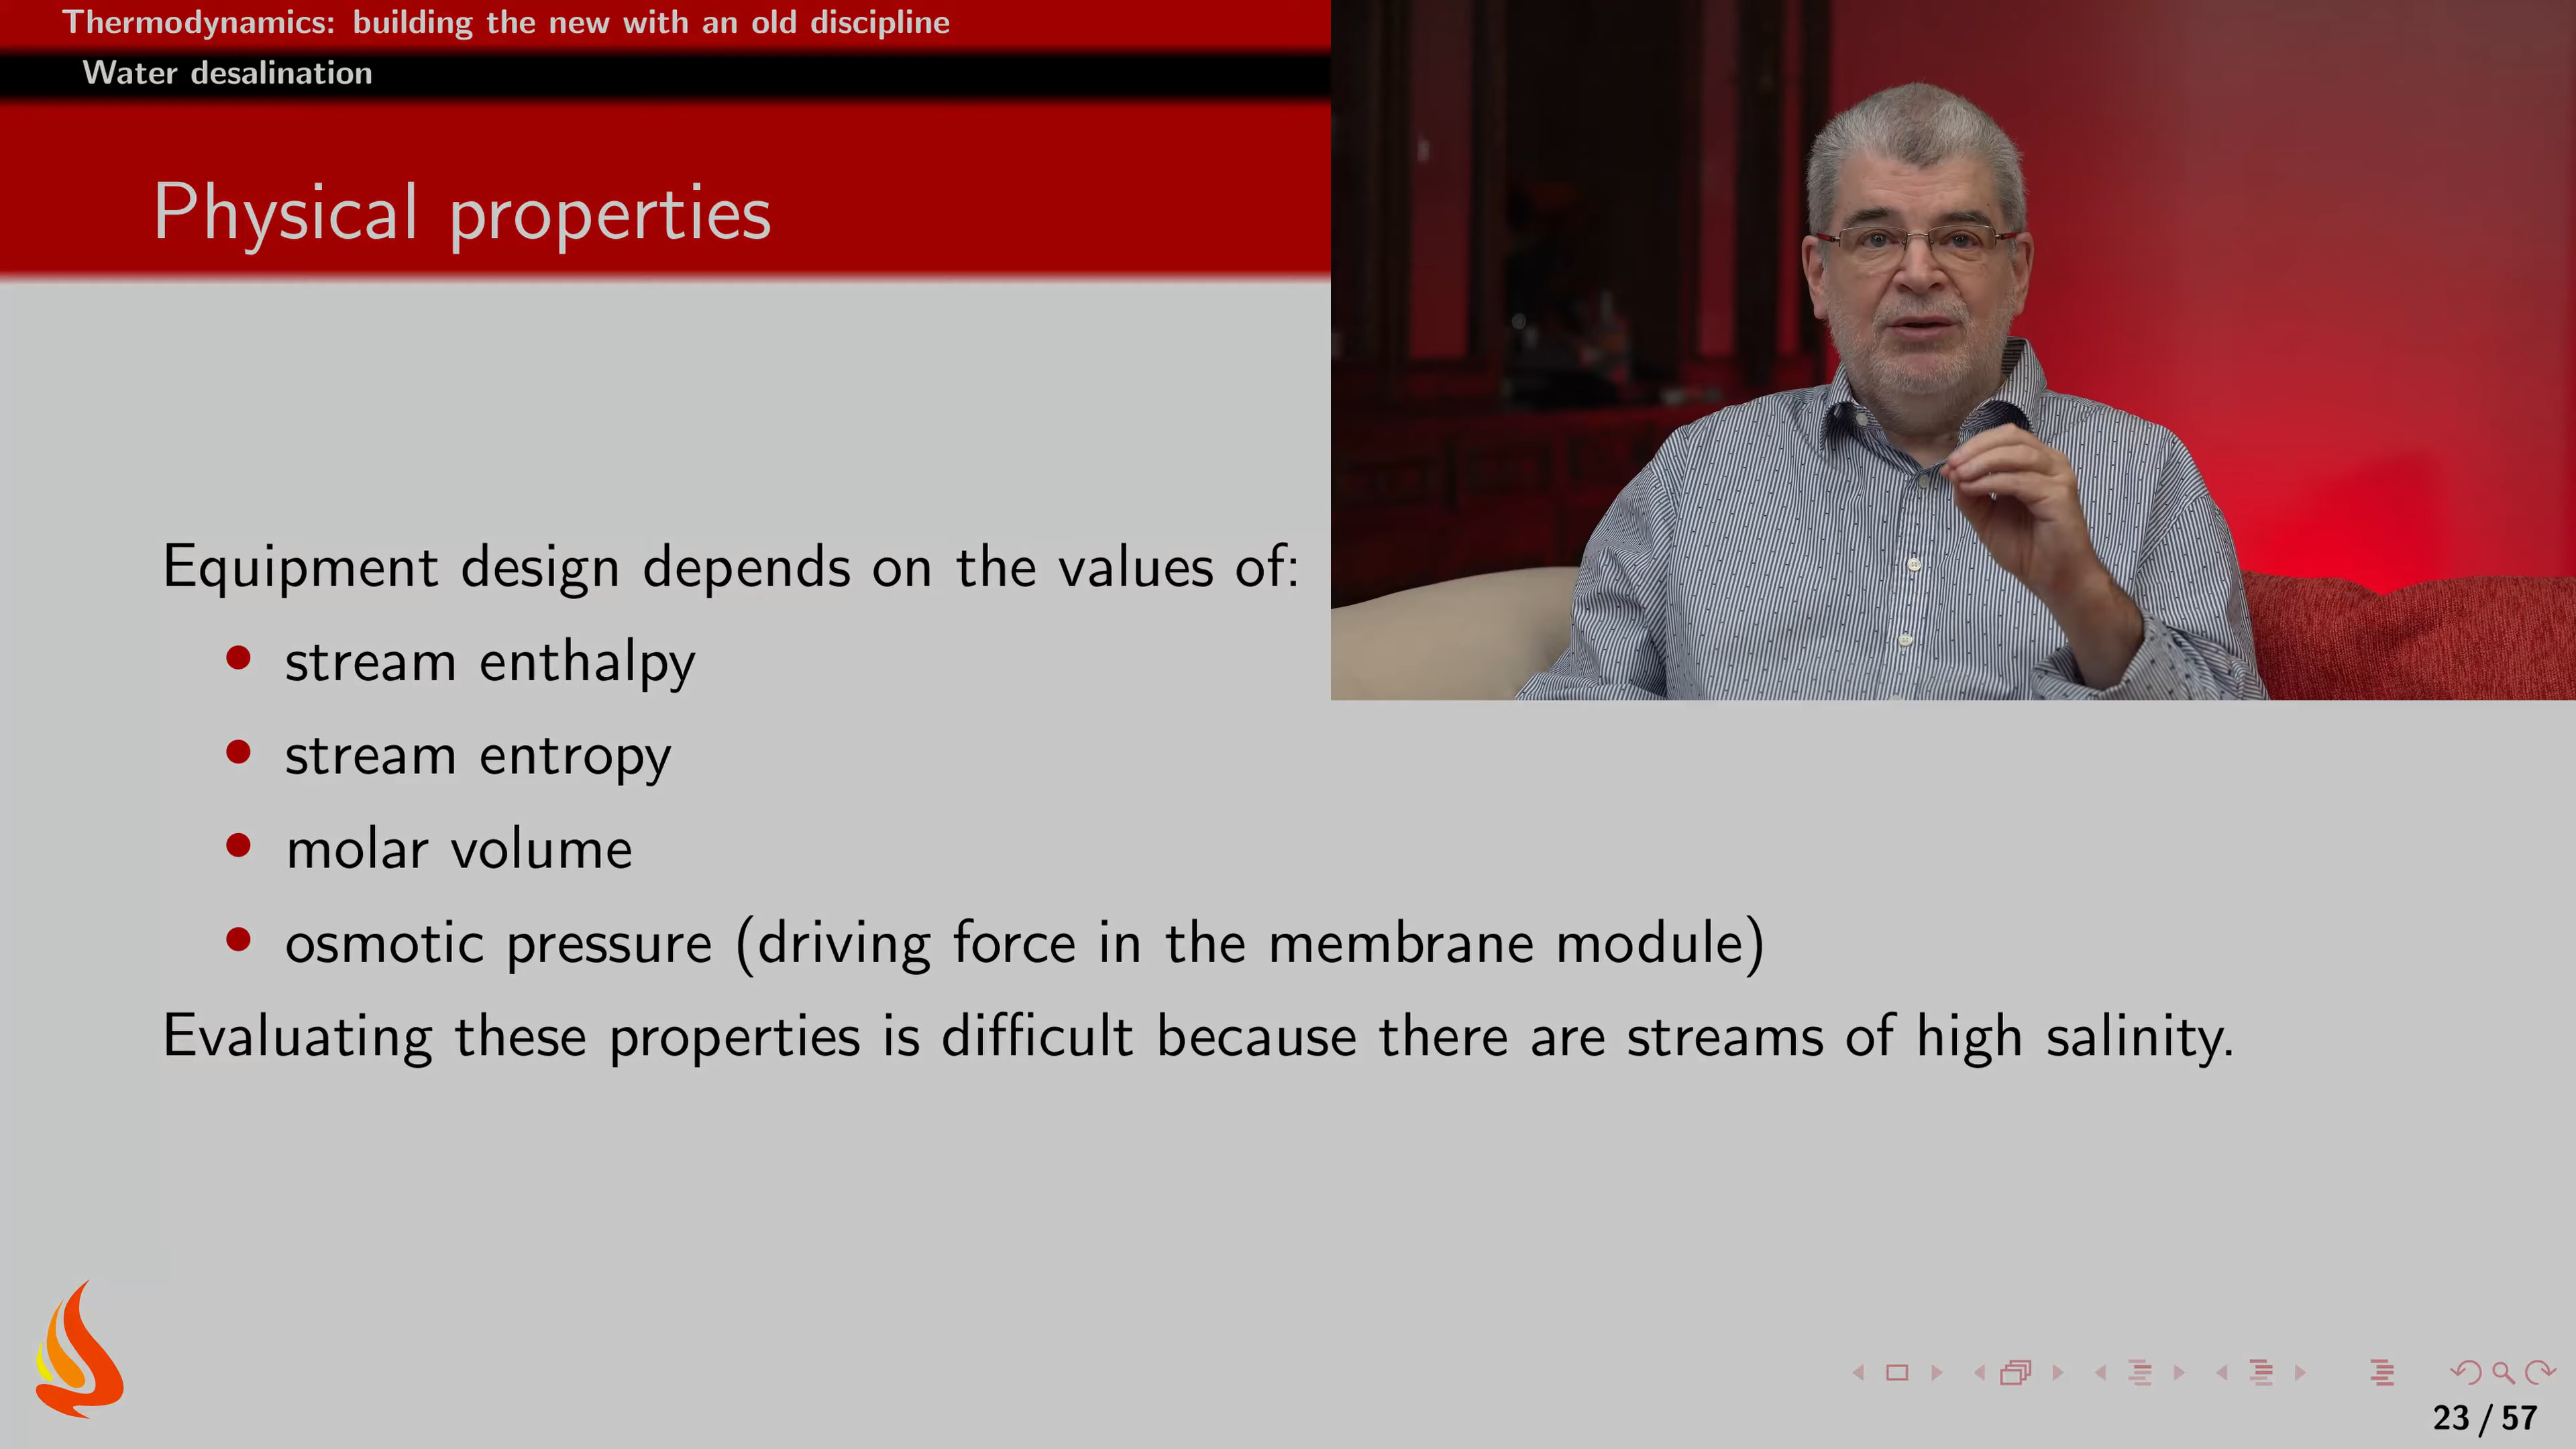 Thermodynamics: building the new with an old discipline
Water desalination
Physical properties
Equipment design depends on the values of:
• stream enthalpy
• stream entropy
• molar volume
• osmotic pressure (driving force in the membrane module)
Evaluating these properties is difficult because there are streams of high salinity.
23 / 57